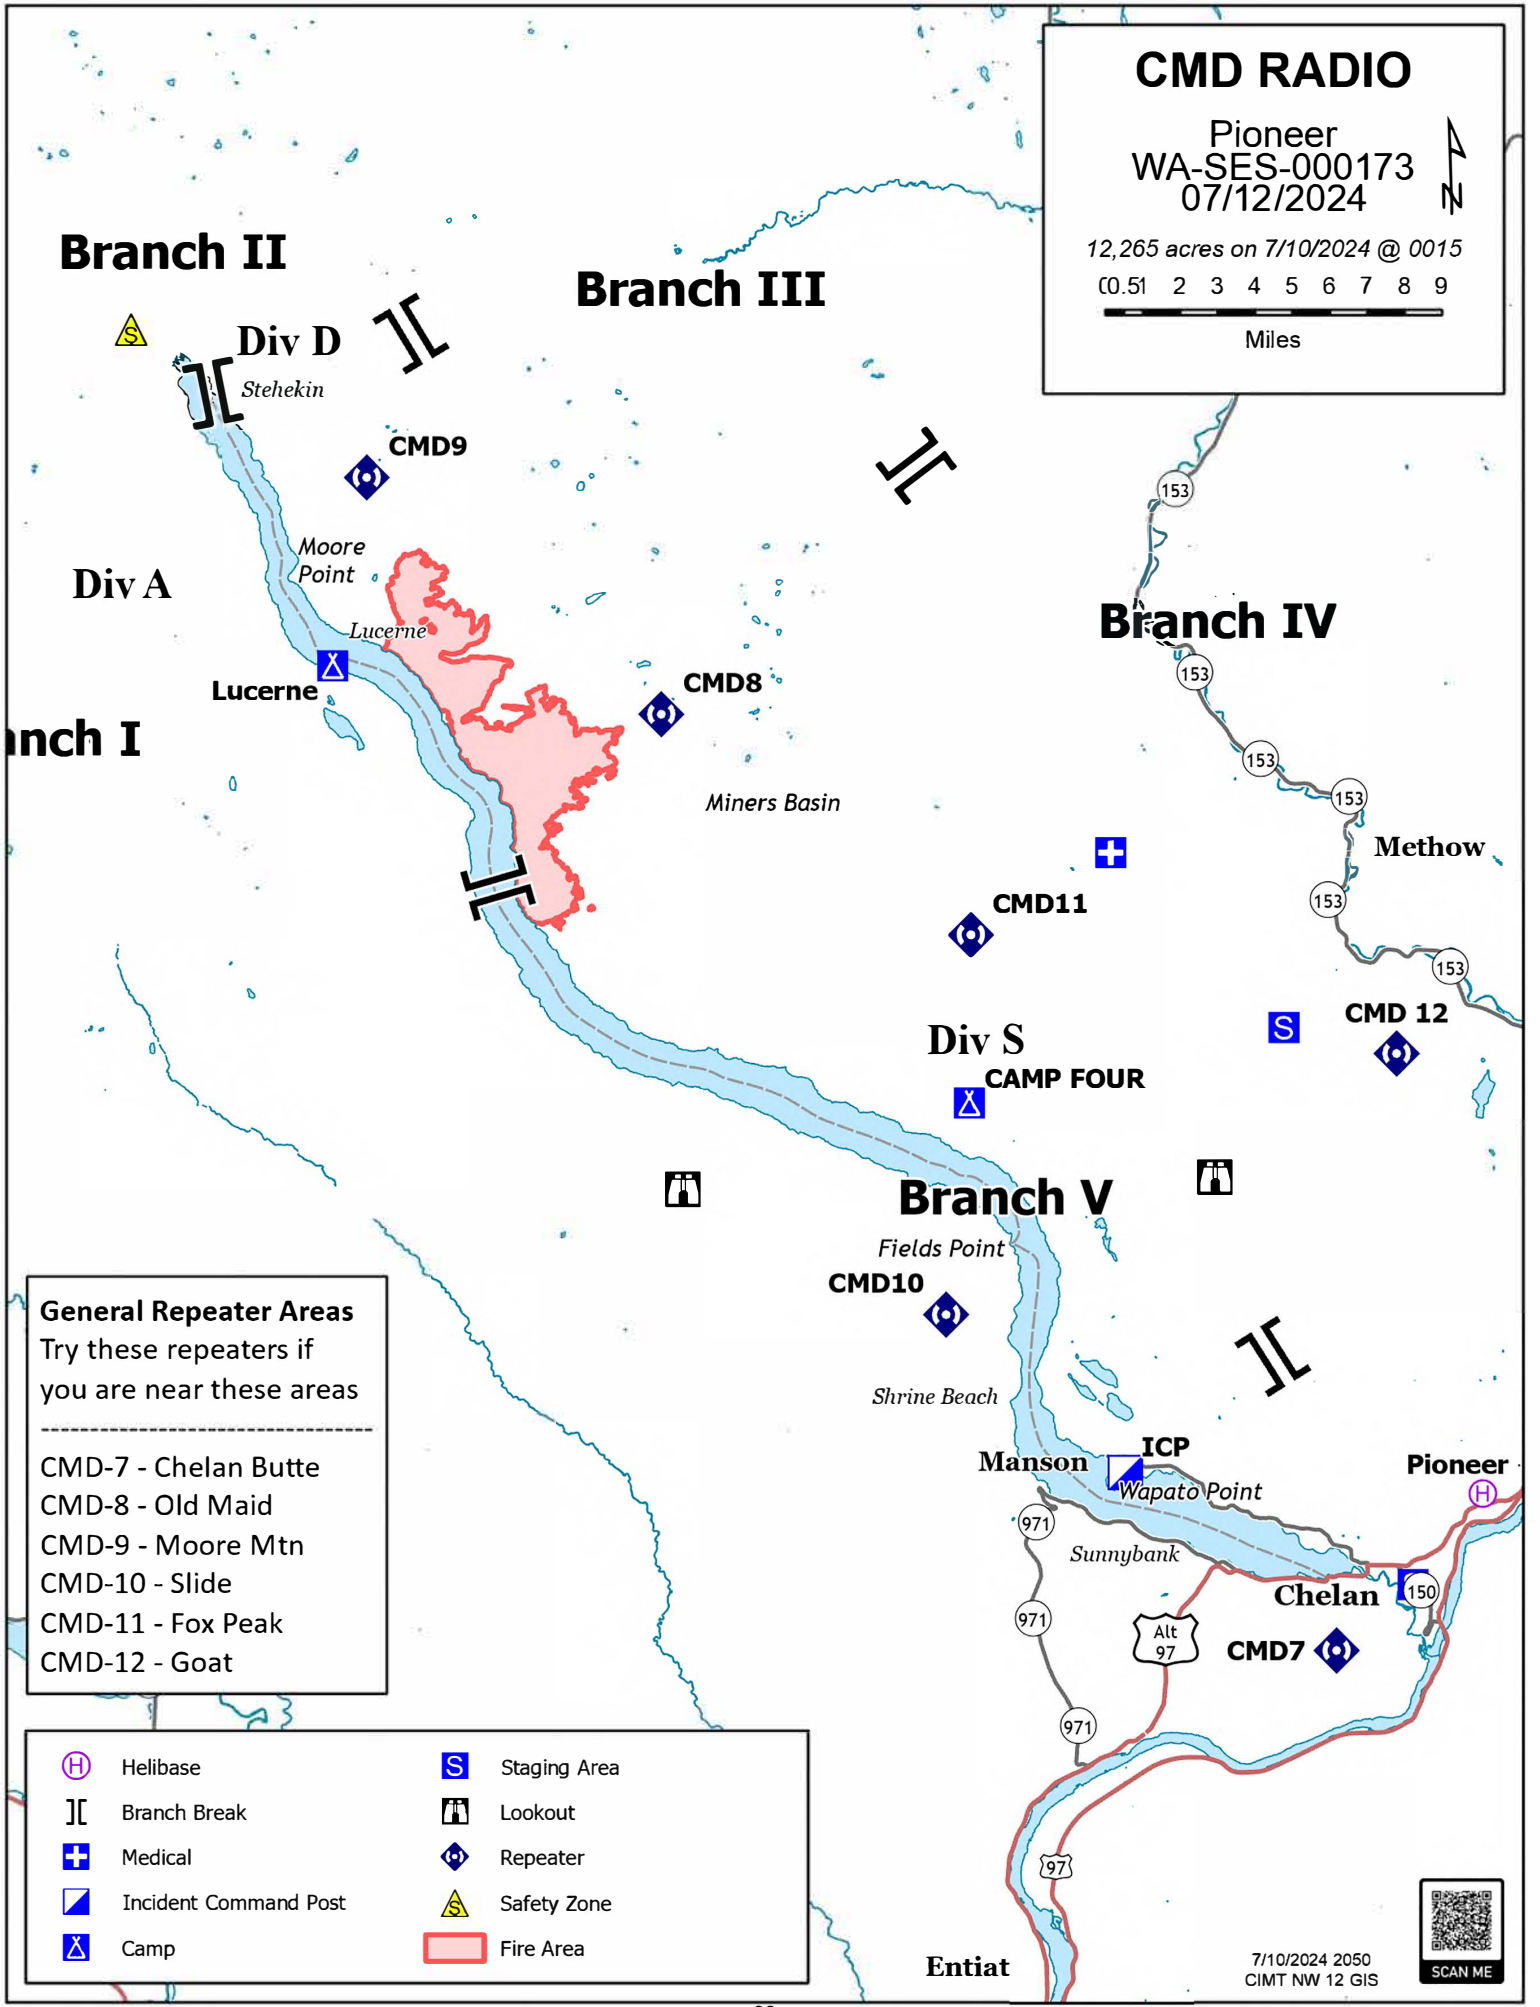 CMD RADIO
Pioneer
WA-SES-000173
07/12/2024
N
12,265 acres on 7/10/2024 @ 0015
00.51 2 3 4 5 6 7 8 9
Miles
Branch II
Branch III
S
Div D
Stehekin
CMD9
153
Moore
Point
Div A
Branch IV
Lucerne
153
Lucerne
CMD8
anch I
153
153
Miners Basin
Methow
CMD11
153
153
CMD 12
S
Div S
CAMP FOUR
Branch V
Fields Point
CMD10
Shrine Beach
ICP
Manson
Wapato Point
Pioneer
H
971
Sunnybank
Chelan
150
971
Alt
97
CMD7
971
97
Entiat
General Repeater Areas
Try these repeaters if
you are near these areas
CMD-7 - Chelan Butte
CMD-8 - Old Maid
CMD-9 - Moore Mtn
CMD-10 - Slide
CMD-11 - Fox Peak
CMD-12 - Goat
H Helibase
Branch Break
Medical
Incident Command Post
Camp
S Staging Area
Lookout
Repeater
S Safety Zone
Fire Area
7/10/2024 2050
CIMT NW 12 GIS
SCAN ME